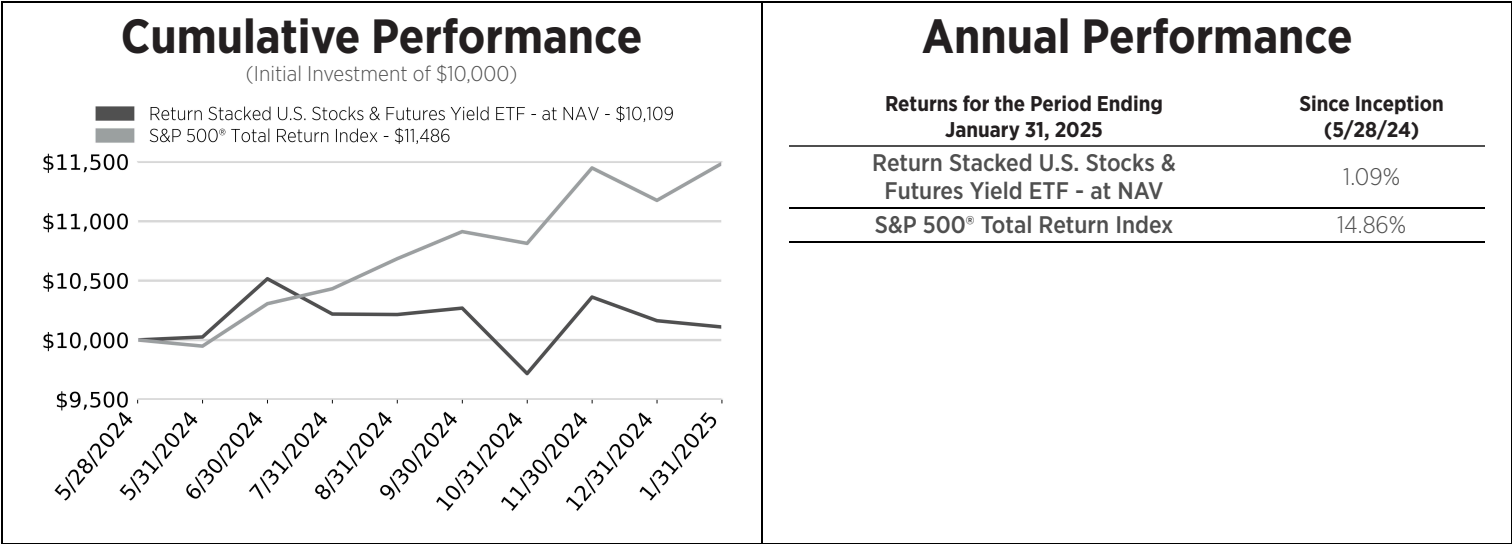 Cumulative Performance
(Initial Investment of $10,000)
Return Stacked U.S. Stocks & Futures Yield ETF - at NAV - $10,109
S&P 500® Total Return Index - $11,486
$11,500
$11,000
$10,500
$10,000
$9,500
5/28/2024
5/31/2024
6/30/2024
7/31/2024
8/31/2024
9/30/2024
10/31/2024
11/30/2024
12/31/2024
1/31/2025
Annual Performance
Returns for the Period Ending
January 31, 2025
Since Inception
(5/28/24)
Return Stacked U.S. Stocks &
Futures Yield ETF - at NAV
1.09%
S&P 500® Total Return Index
14.86%